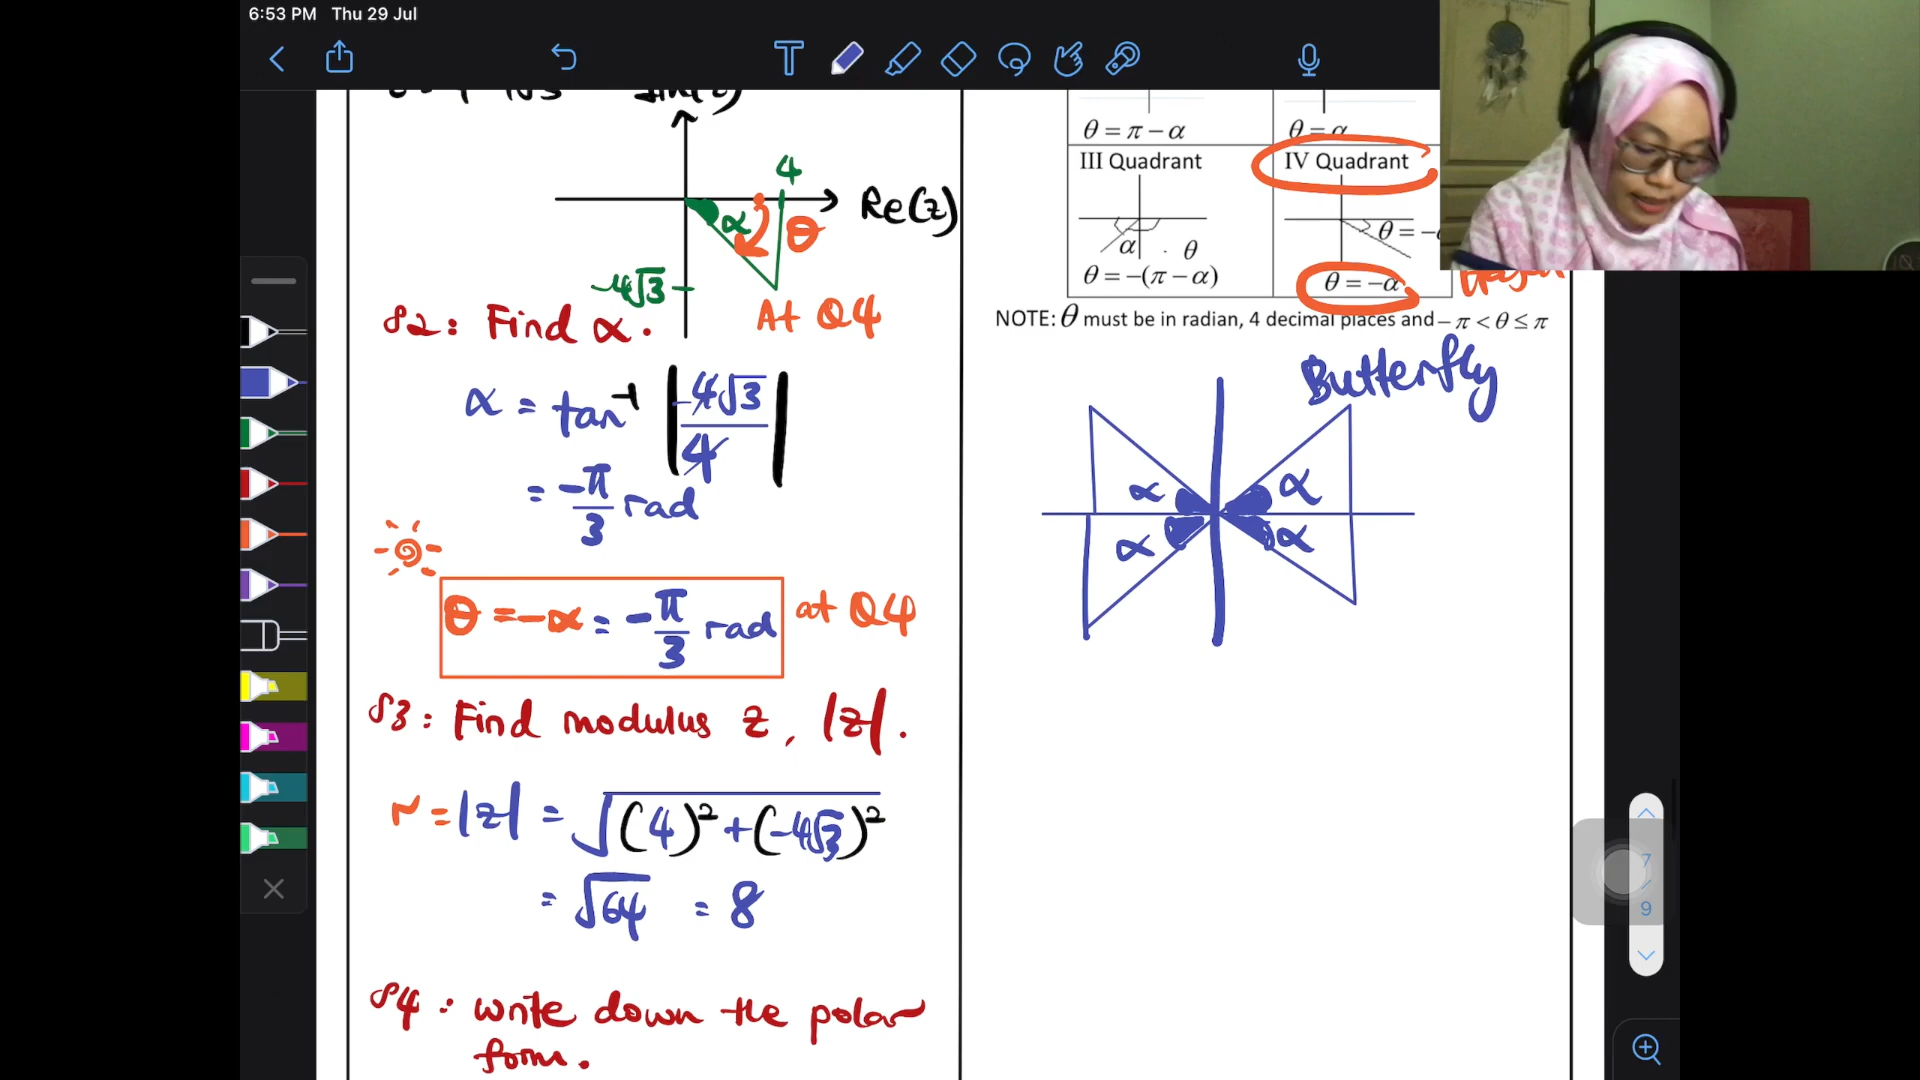 6:53 PM Thu 29 Jul
4
Re(z)
α
θ
-4√3
At Q4
S2: Find α.
α = tan⁻¹ |-4√3/4|
= -π/3 rad
θ = -α = -π/3 rad at Q4
S3: Find modulus z, |z|.
r = |z| = √((4)² + (-4√3)²)
= √64 = 8
S4: Write down the polar
form.
θ = π − α
θ = α
III Quadrant
IV Quadrant
α θ
θ = −
θ = −(π − α)
θ = −α
NOTE: θ must be in radian, 4 decimal places and −π < θ ≤ π
Butterfly
α α
α α
7
/
9